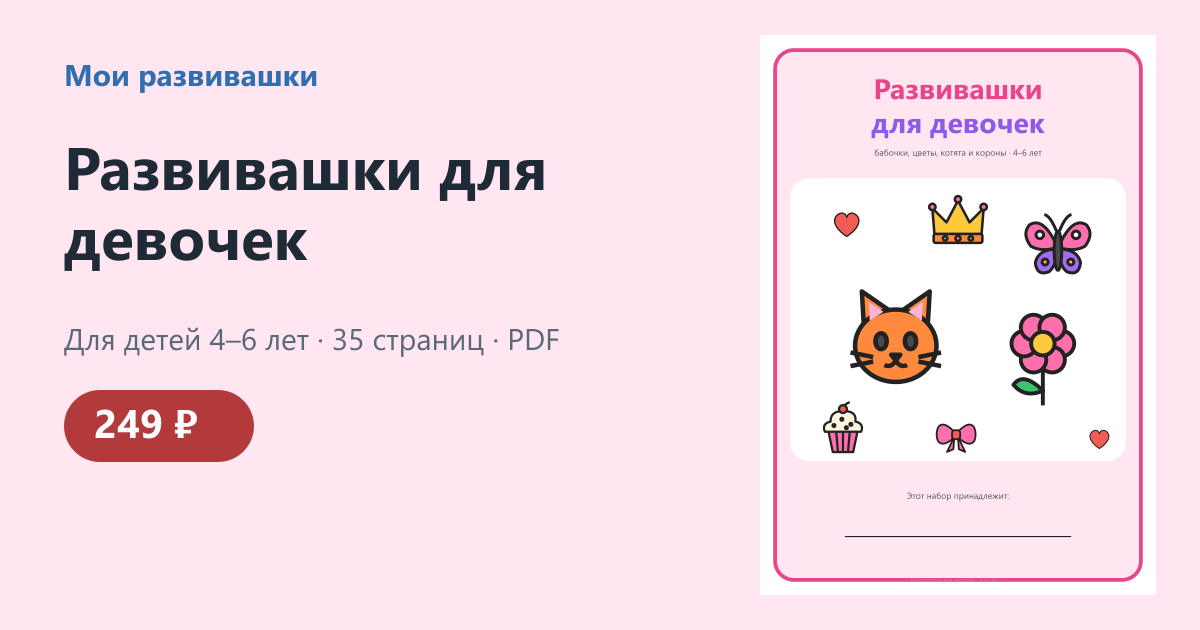 Мои развивашки
Развивашки для
девочек
Для детей 4–6 лет · 35 страниц · PDF
249 ₽
Развивашки
для девочек
бабочки, цветы, котята и короны · 4–6 лет
Этот набор принадлежит: